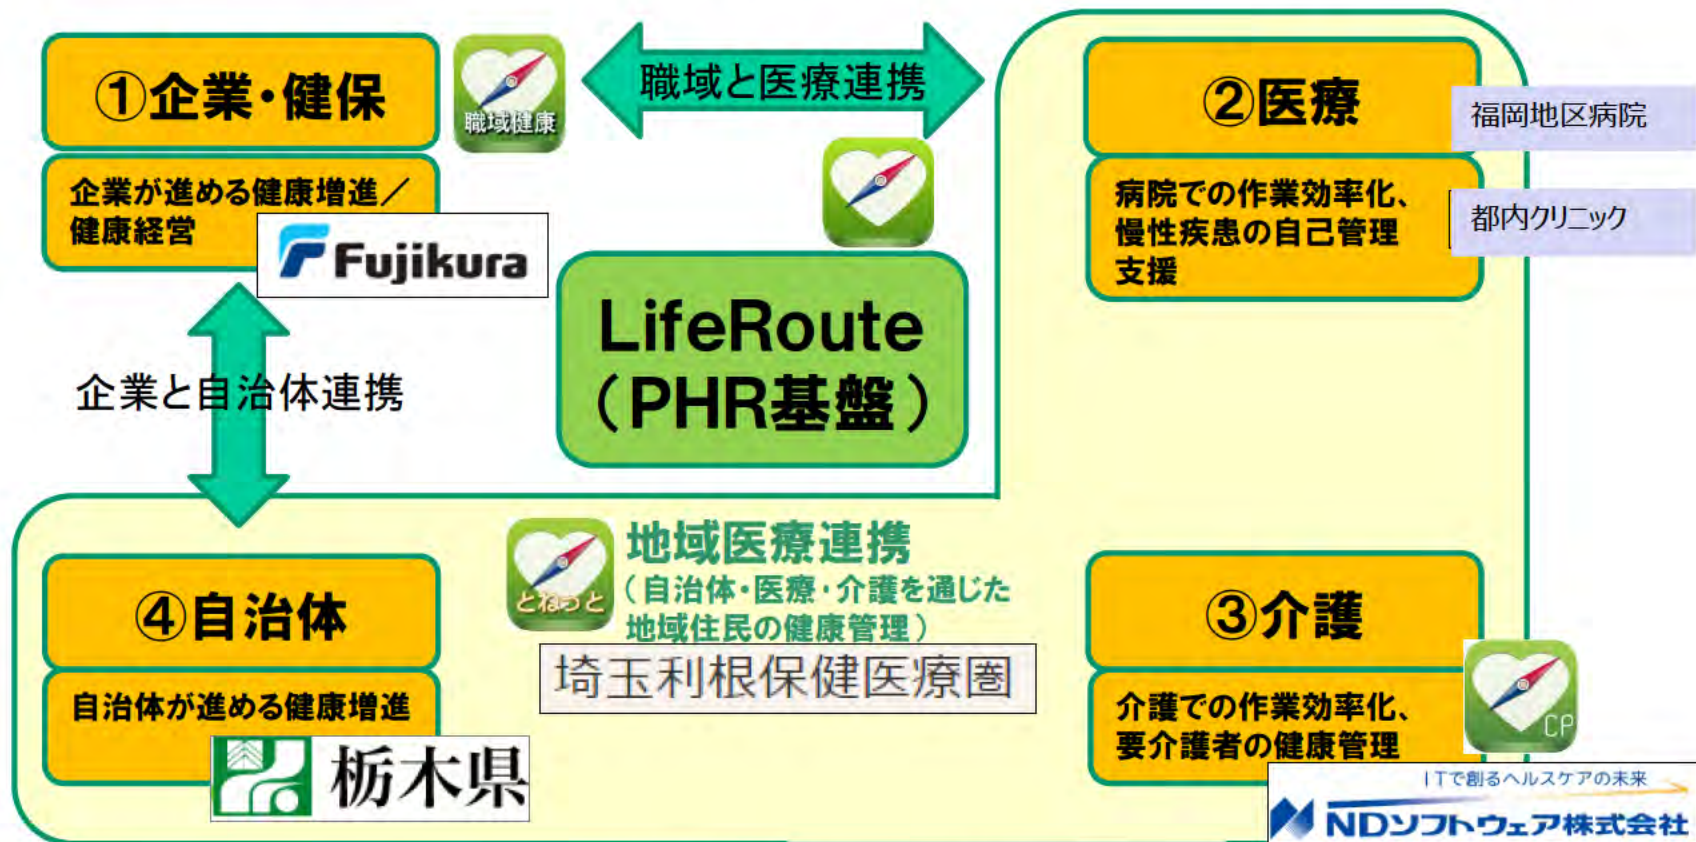 ①企業・健保
職域健康
企業が進める健康増進／
健康経営
Fujikura
職域と医療連携
②医療
福岡地区病院
病院での作業効率化、
慢性疾患の自己管理
支援
都内クリニック
LifeRoute
（PHR基盤）
企業と自治体連携
④自治体
自治体が進める健康増進
栃木県
とねっと
地域医療連携
（自治体・医療・介護を通じた
地域住民の健康管理）
埼玉利根保健医療圏
③介護
介護での作業効率化、
要介護者の健康管理
CP
ITで創るヘルスケアの未来
NDソフトウェア株式会社